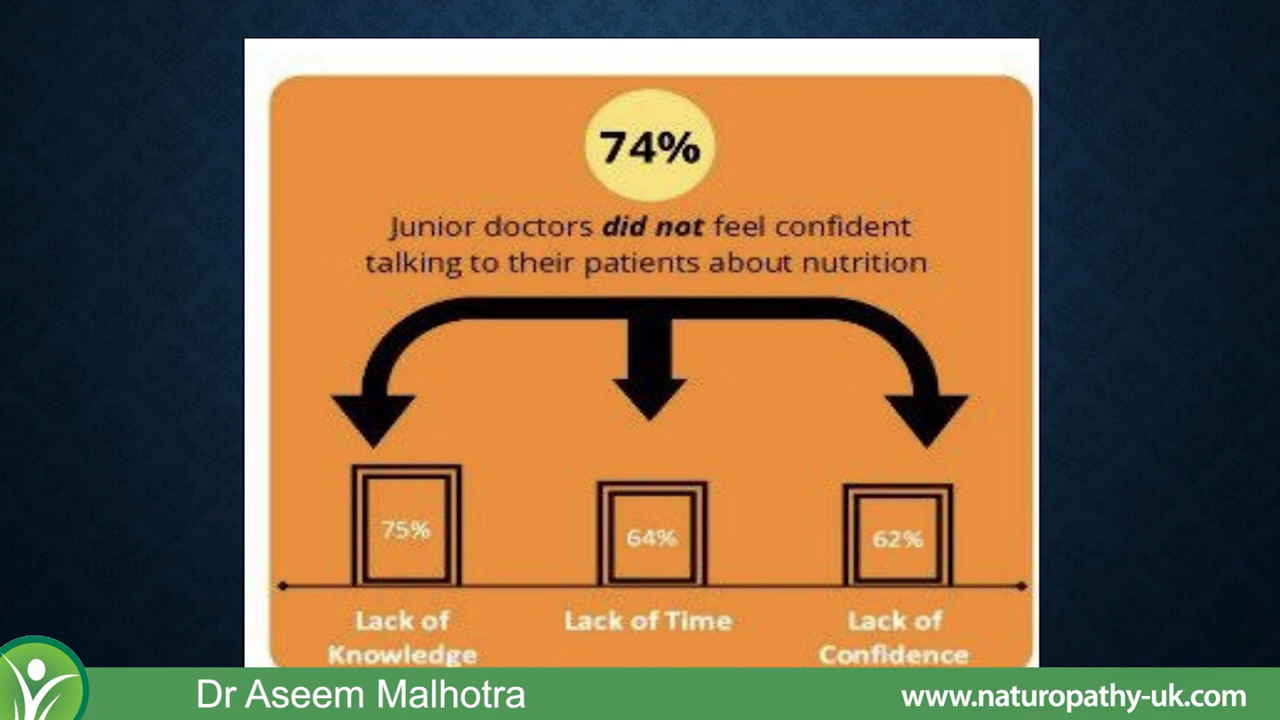 74%
Junior doctors did not feel confident
talking to their patients about nutrition
75%
64%
62%
Lack of
Knowledge
Lack of Time
Lack of
Confidence
Dr Aseem Malhotra
www.naturopathy-uk.com